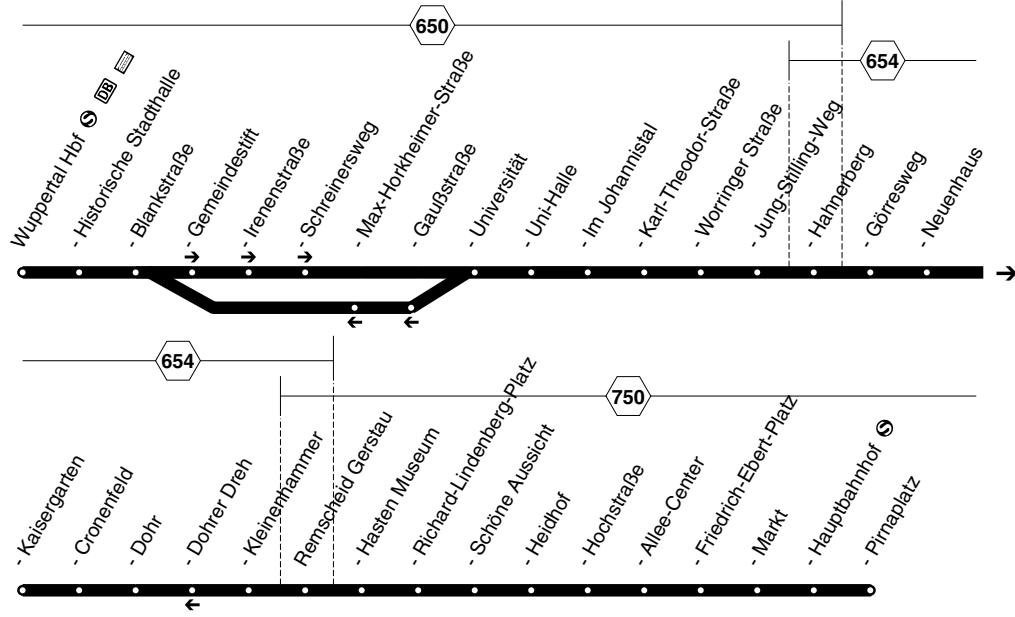 650
654
Wuppertal Hbf S DB
- Historische Stadthalle
- Blankstraße
- Gemeindestift
- Irenenstraße
- Schreinersweg
- Max-Horkheimer-Straße
- Gaußstraße
- Universität
- Uni-Halle
- Im Johannistal
- Karl-Theodor-Straße
- Worringer Straße
- Jung-Stilling-Weg
- Hahnerberg
- Görresweg
- Neuenhaus
654
750
- Kaisergarten
- Cronenfeld
- Dohr
- Dohrer Dreh
- Kleinenhammer
Remscheid Gerstau
- Hasten Museum
- Richard-Lindenberg-Platz
- Schöne Aussicht
- Heidhof
- Hochstraße
- Allee-Center
- Friedrich-Ebert-Platz
- Markt
- Hauptbahnhof S
- Pirnaplatz